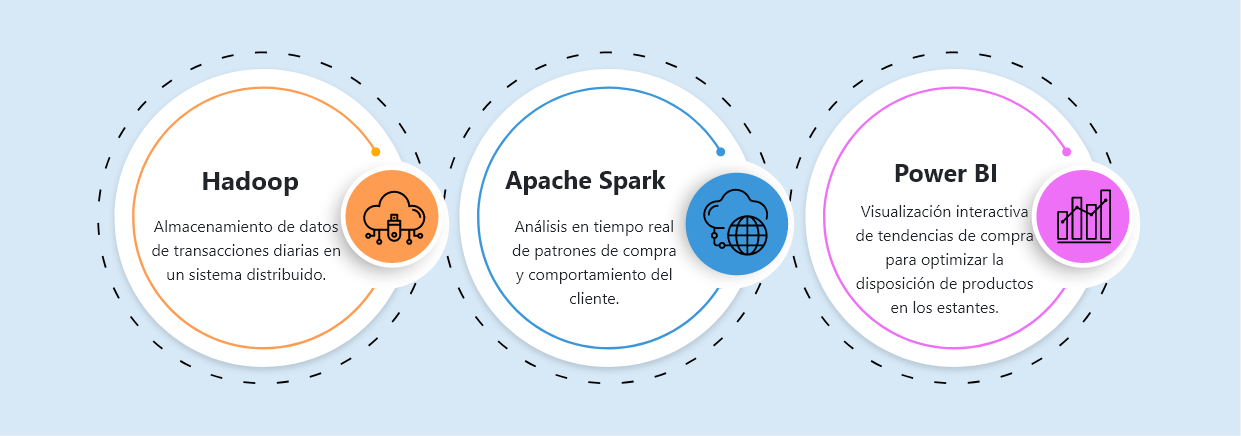 Hadoop
Almacenamiento de datos
de transacciones diarias en
un sistema distribuido.
Apache Spark
Análisis en tiempo real
de patrones de compra
y comportamiento del
cliente.
Power BI
Visualización interactiva
de tendencias de compra
para optimizar la
disposición de productos
en los estantes.